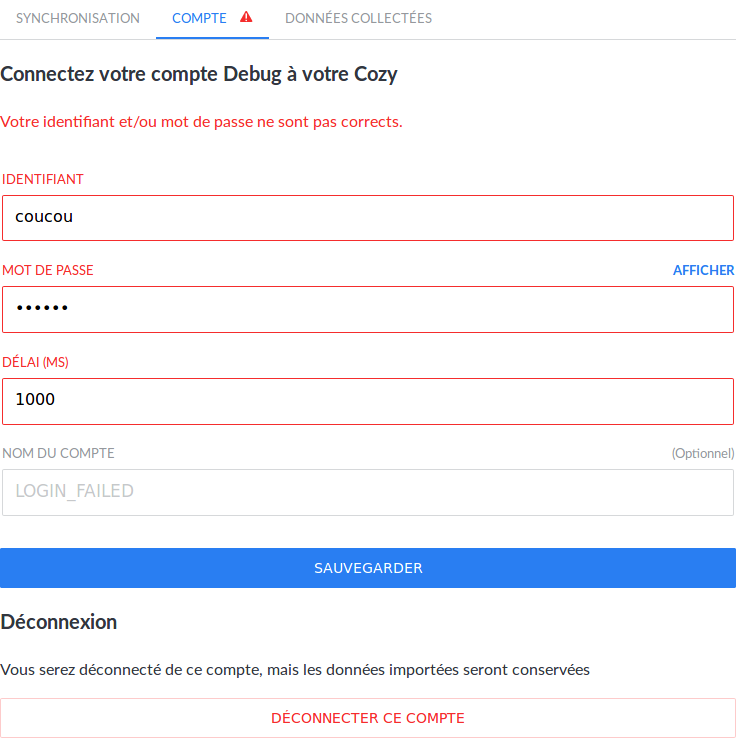 SYNCHRONISATION COMPTE DONNÉES COLLECTÉES
Connectez votre compte Debug à votre Cozy
Votre identifiant et/ou mot de passe ne sont pas corrects.
IDENTIFIANT
coucou
MOT DE PASSE AFFICHER
••••••
DÉLAI (MS)
1000
NOM DU COMPTE (Optionnel)
LOGIN_FAILED
SAUVEGARDER
Déconnexion
Vous serez déconnecté de ce compte, mais les données importées seront conservées
DÉCONNECTER CE COMPTE